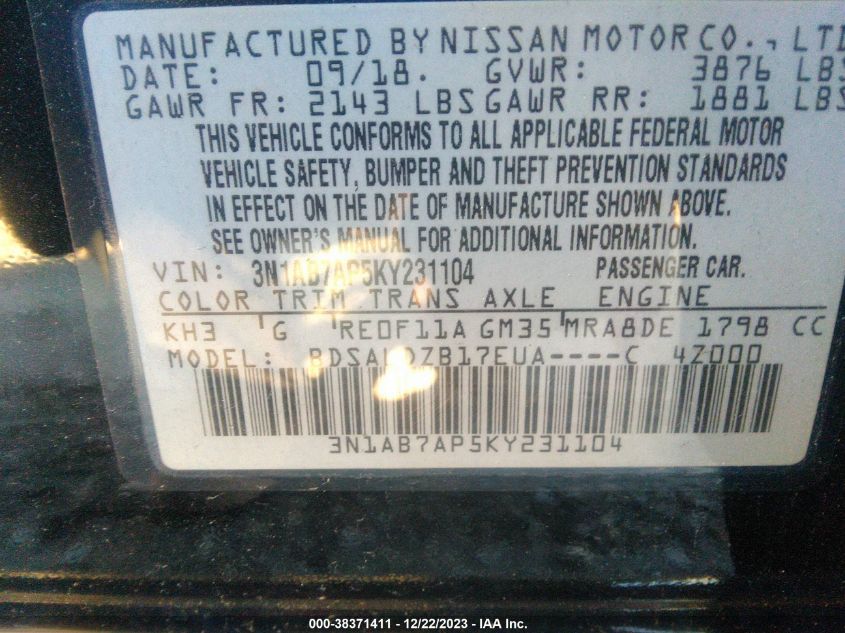 MANUFACTURED BY NISSAN MOTOR CO., LTD
DATE: 09/18. GVWR: 3876 LBS
GAWR FR: 2143 LBS GAWR RR: 1881 LBS
THIS VEHICLE CONFORMS TO ALL APPLICABLE FEDERAL MOTOR
VEHICLE SAFETY, BUMPER AND THEFT PREVENTION STANDARDS
IN EFFECT ON THE DATE OF MANUFACTURE SHOWN ABOVE.
SEE OWNER'S MANUAL FOR ADDITIONAL INFORMATION.
VIN: 3N1AB7AP5KY231104 PASSENGER CAR.
COLOR TRIM TRANS AXLE ENGINE
KH3 G RE0F11A GM35 MRA8DE 1798 CC
MODEL: 4Z000
3N1AB7AP5KY231104
000-38371411 - 12/22/2023 - IAA Inc.